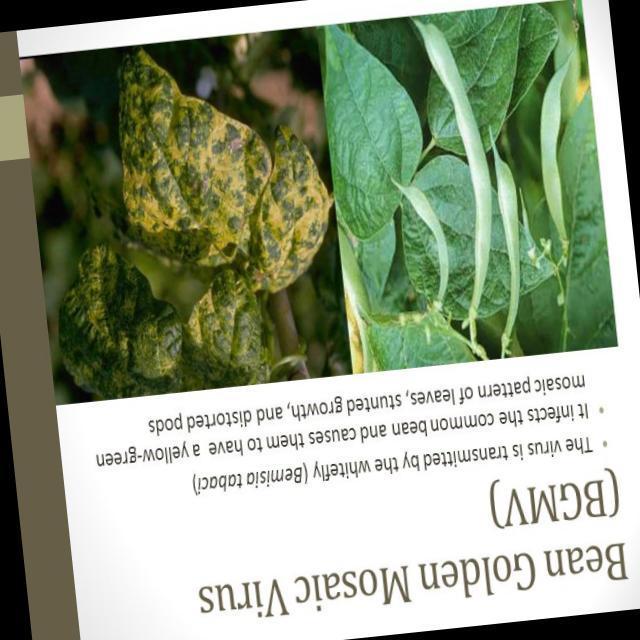 Bean Golden Mosaic Virus
(BGMV)
• The virus is transmitted by the whitefly (Bemisia tabaci)
• It infects the common bean and causes them to have a yellow-green
mosaic pattern of leaves, stunted growth, and distorted pods